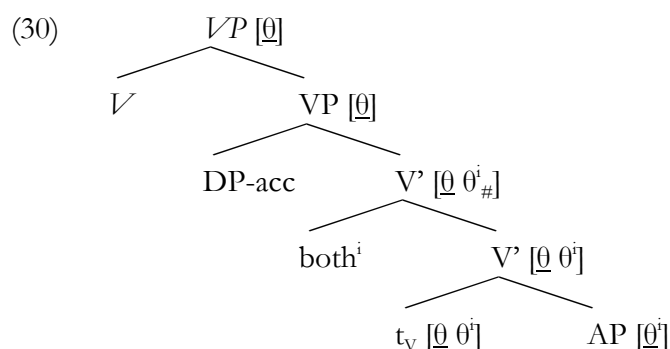 (30) VP [θ]
V VP [θ]
DP-acc V' [θ θⁱ#]
bothⁱ V' [θ θⁱ]
tᵥ [θ θⁱ] AP [θⁱ]